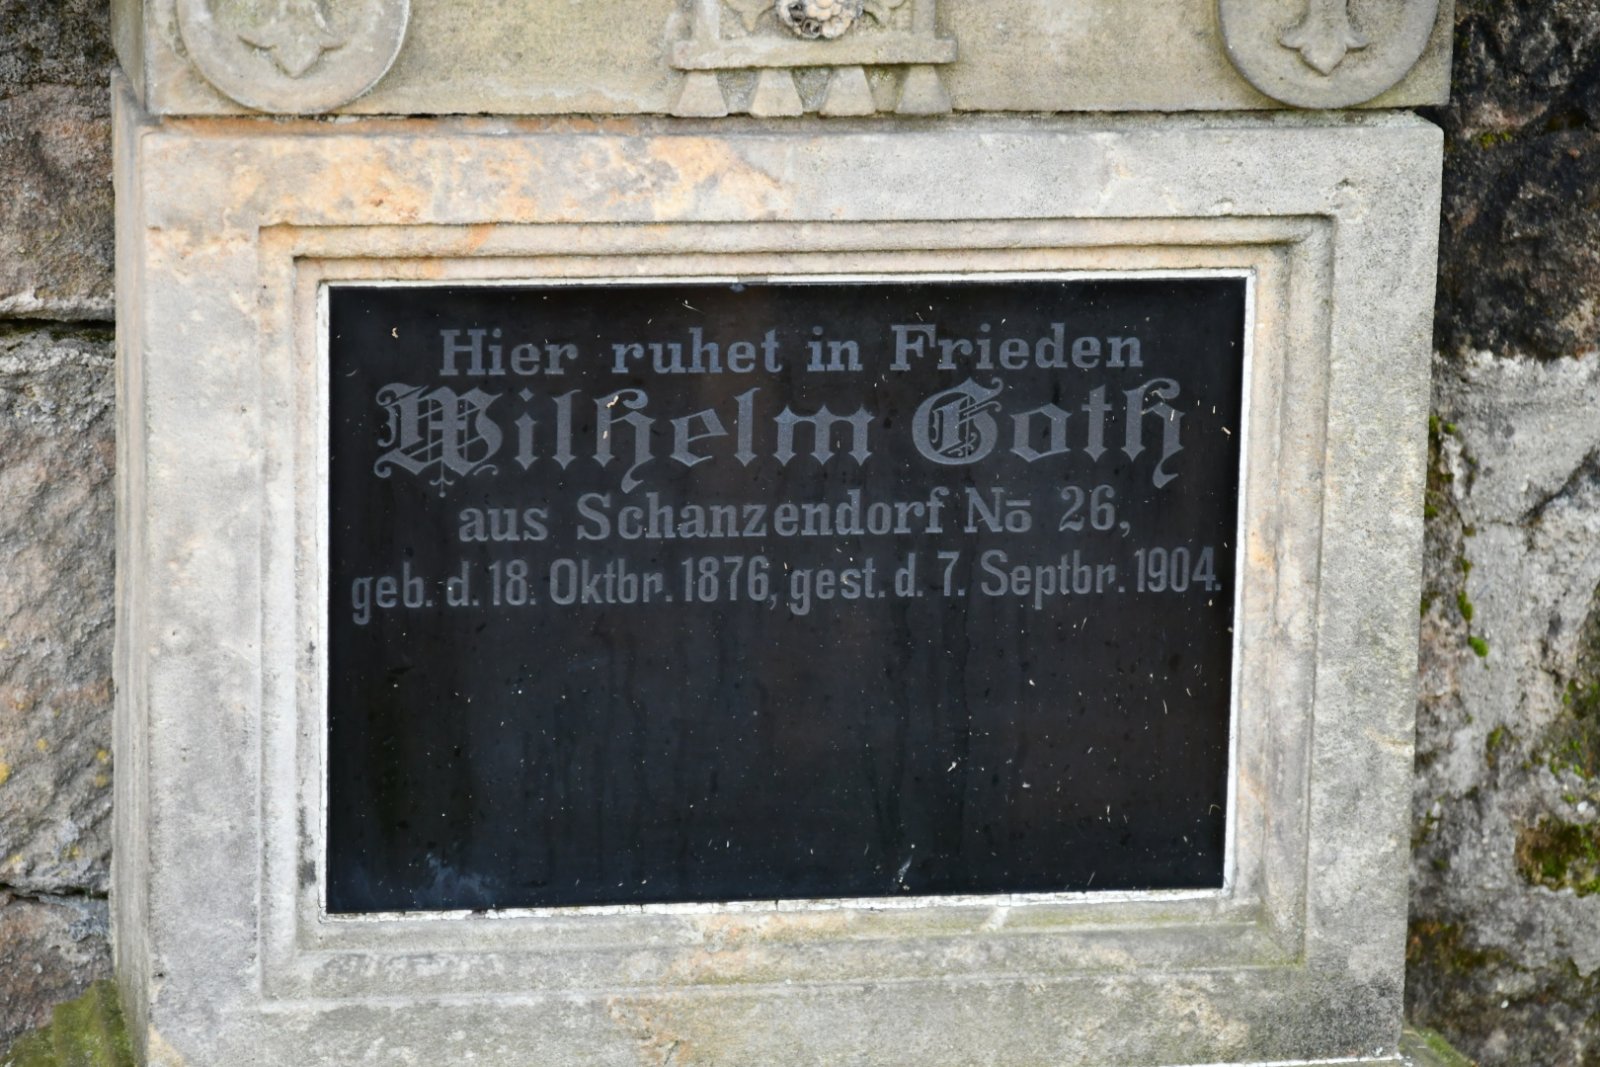 Hier ruhet in Frieden
Wilhelm Goth
aus Schanzendorf No̅ 26,
geb. d. 18. Oktbr. 1876, gest. d. 7. Septbr. 1904.